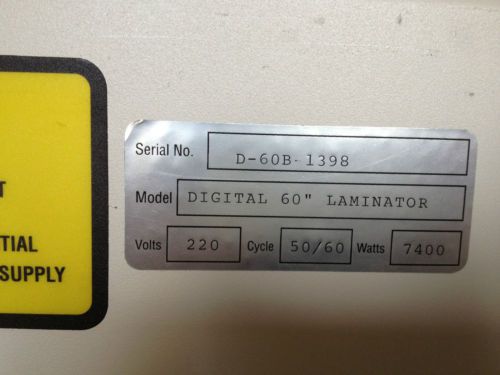 T
TIAL
SUPPLY
Serial No. D-60B-1398
Model DIGITAL 60" LAMINATOR
Volts 220 Cycle 50/60 Watts 7400